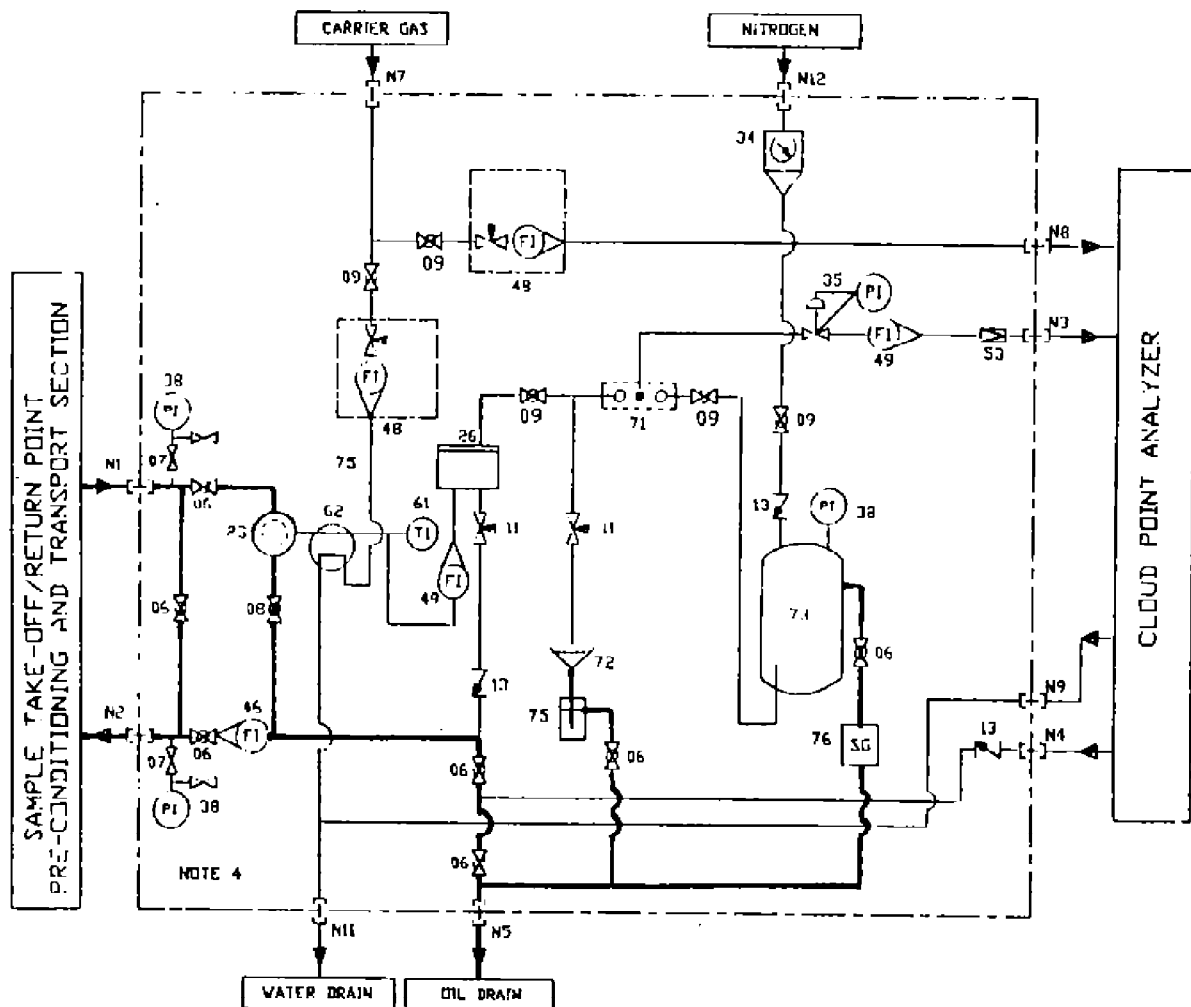 CARRIER GAS
NITROGEN
N7
N12
34
FI
09
48
N8
09
35
PI
FI
49
N3
FI
48
09
71
09
09
38
PI
07
N1
06
26
75
62
61
TI
11
11
13
PI
38
FI
49
73
06
08
06
13
72
75
06
76
SG
N9
13
N4
N2
06
FI
07
PI
38
06
06
NOTE 4
N11
N5
WATER DRAIN
OIL DRAIN
SAMPLE TAKE-OFF/RETURN POINT
PRE-CONDITIONING AND TRANSPORT SECTION
CLOUD POINT ANALYZER